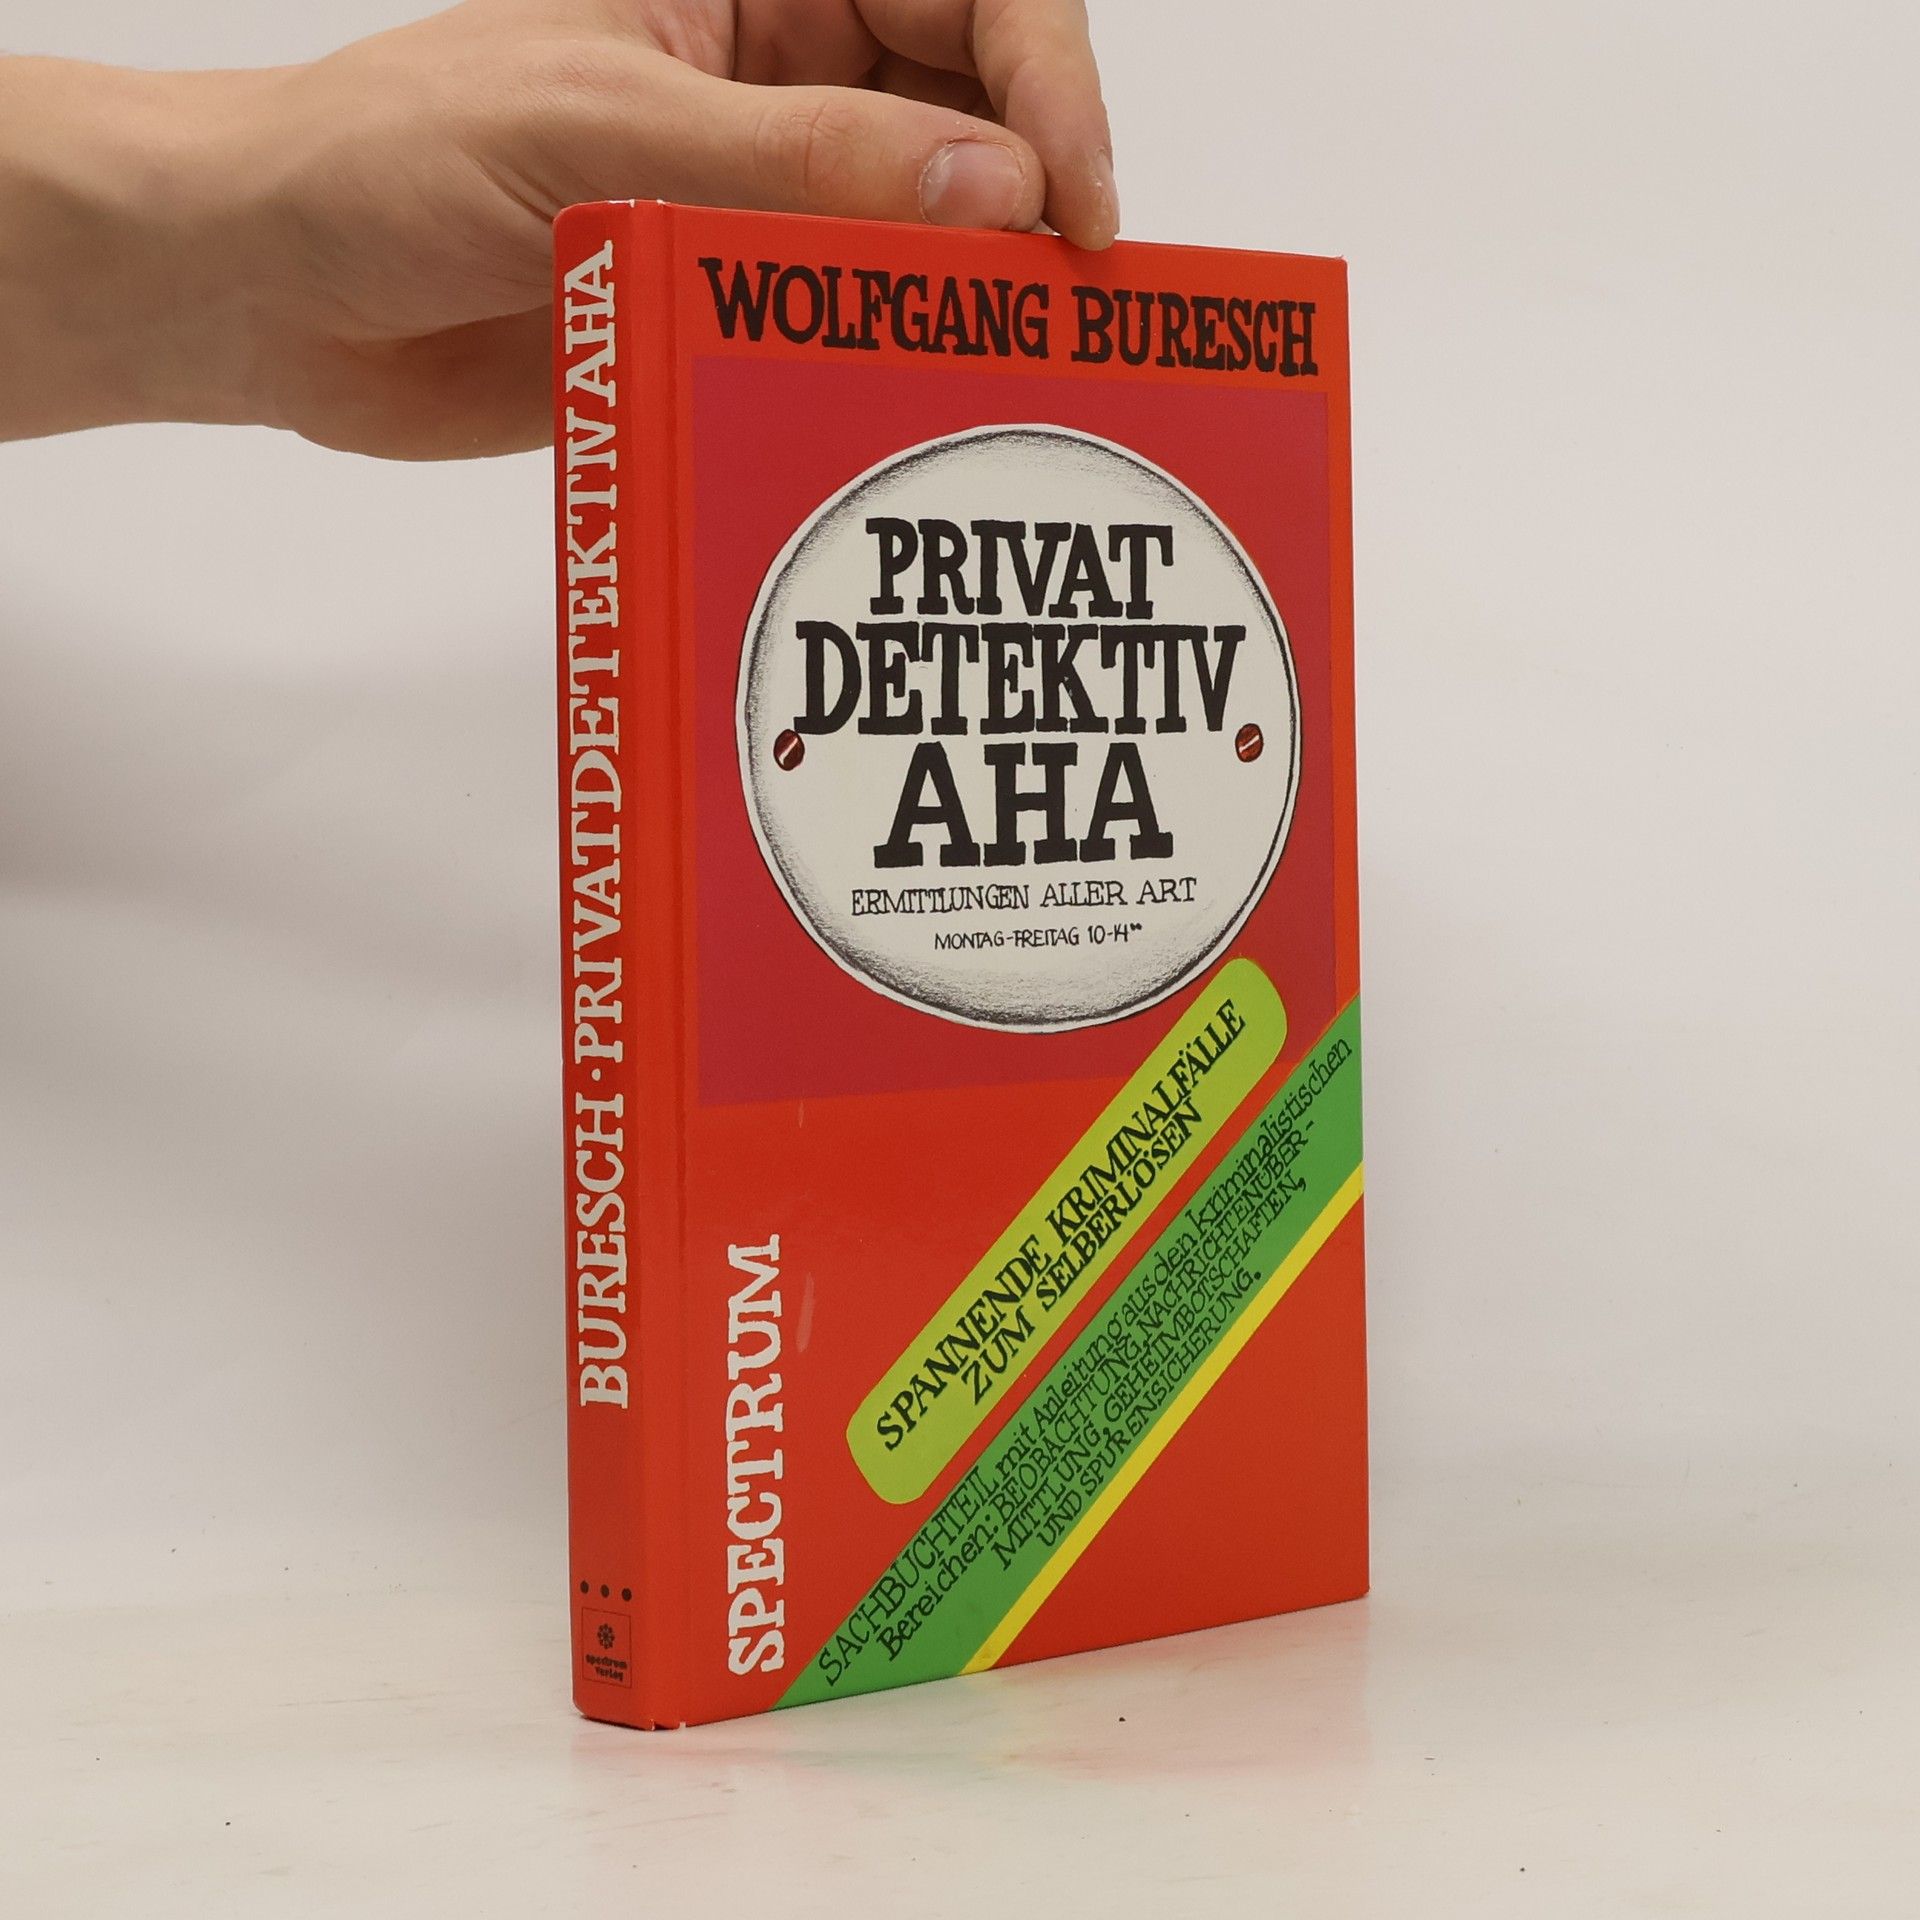 BURESCH · PRIVATDETEKTIV AHA
spectrum
verlag
WOLFGANG BURESCH
PRIVAT
DETEKTIV
AHA
ERMITTLUNGEN ALLER ART
MONTAG-FREITAG 10-14⁰⁰
SPANNENDE KRIMINALFÄLLE
ZUM SELBERLÖSEN
SACHBUCHTEIL mit Anleitung aus den kriminalistischen
Bereichen: BEOBACHTUNG, NACHRICHTENÜBER-
MITTLUNG, GEHEIMBOTSCHAFTEN,
UND SPURENSICHERUNG.
SPECTRUM